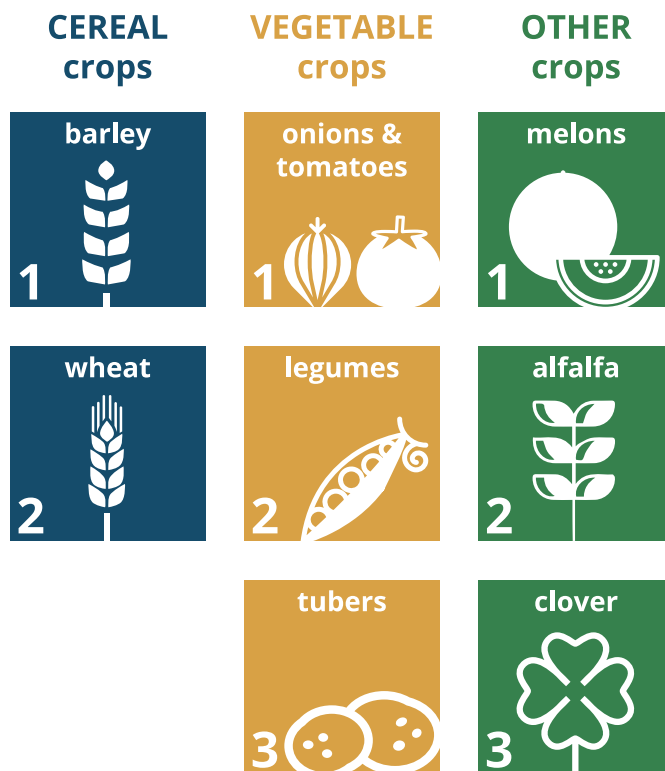 CEREAL
crops
VEGETABLE
crops
OTHER
crops
barley
1
onions &
tomatoes
1
melons
1
wheat
2
legumes
2
alfalfa
2
tubers
3
clover
3